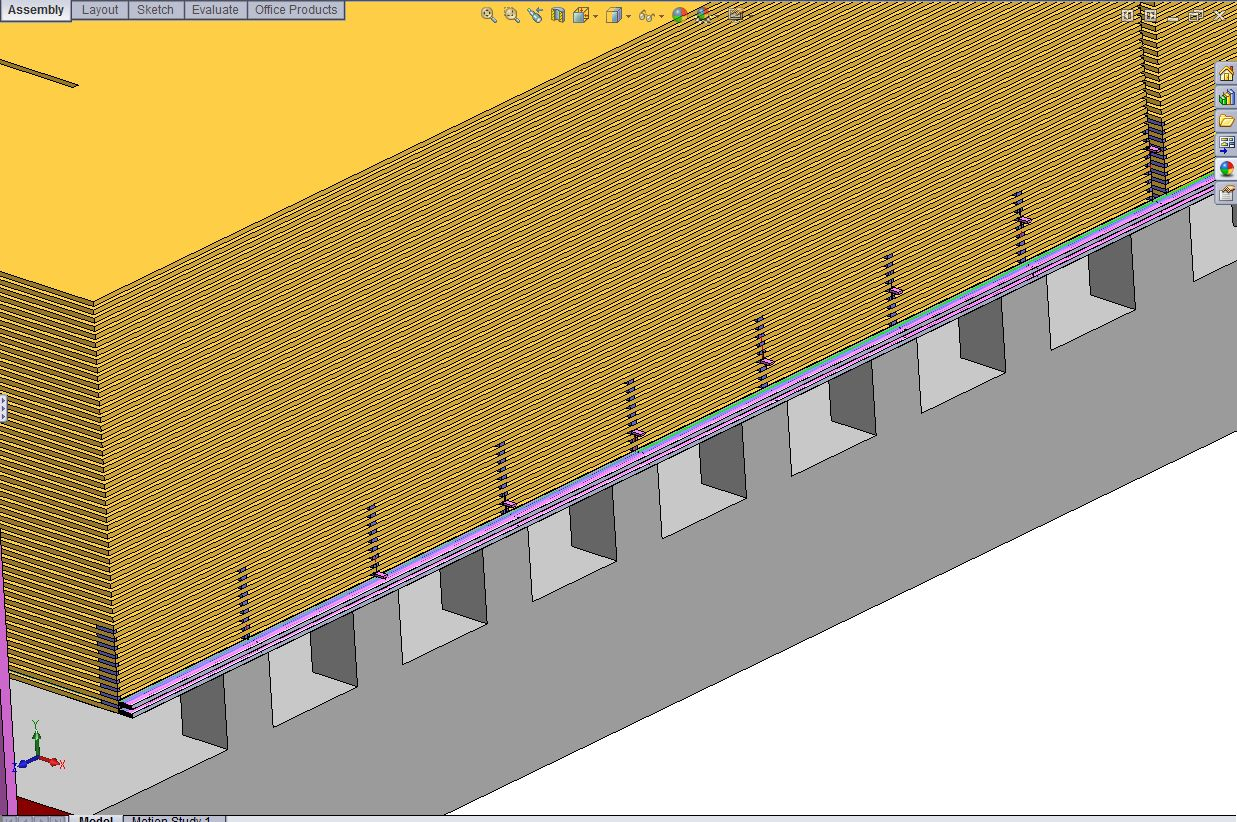 Assembly Layout Sketch Evaluate Office Products
Y
X
Z
Model Motion Study 1